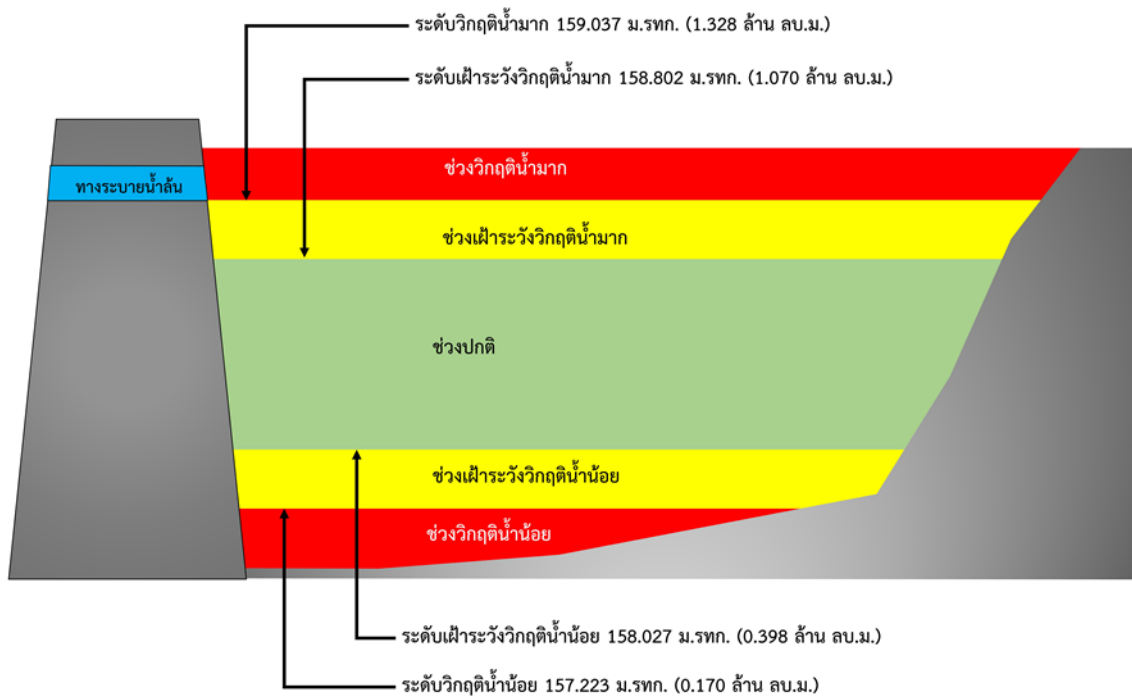 ระดับวิกฤติน้ำมาก 159.037 ม.รทก. (1.328 ล้าน ลบ.ม.)
ระดับเฝ้าระวังวิกฤติน้ำมาก 158.802 ม.รทก. (1.070 ล้าน ลบ.ม.)
ช่วงวิกฤติน้ำมาก
ทางระบายน้ำล้น
ช่วงเฝ้าระวังวิกฤติน้ำมาก
ช่วงปกติ
ช่วงเฝ้าระวังวิกฤติน้ำน้อย
ช่วงวิกฤติน้ำน้อย
ระดับเฝ้าระวังวิกฤติน้ำน้อย 158.027 ม.รทก. (0.398 ล้าน ลบ.ม.)
ระดับวิกฤติน้ำน้อย 157.223 ม.รทก. (0.170 ล้าน ลบ.ม.)